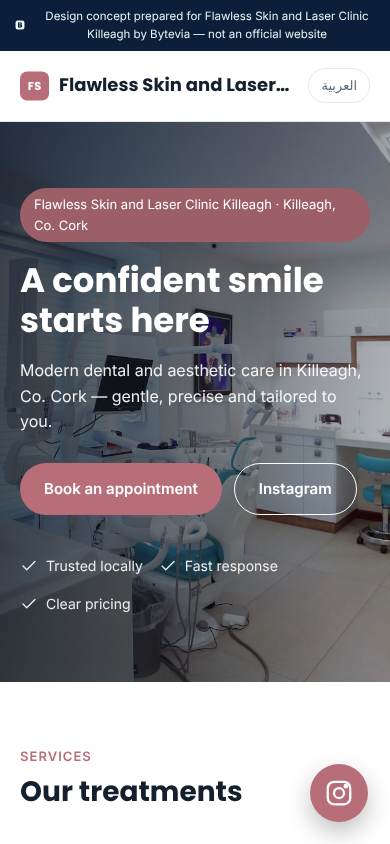 Design concept prepared for Flawless Skin and Laser Clinic
Killeagh by Bytevia — not an official website
FS
Flawless Skin and Laser...
العربية
Flawless Skin and Laser Clinic Killeagh · Killeagh,
Co. Cork
A confident smile
starts here
Modern dental and aesthetic care in Killeagh,
Co. Cork — gentle, precise and tailored to
you.
Book an appointment
Instagram
Trusted locally
Fast response
Clear pricing
SERVICES
Our treatments